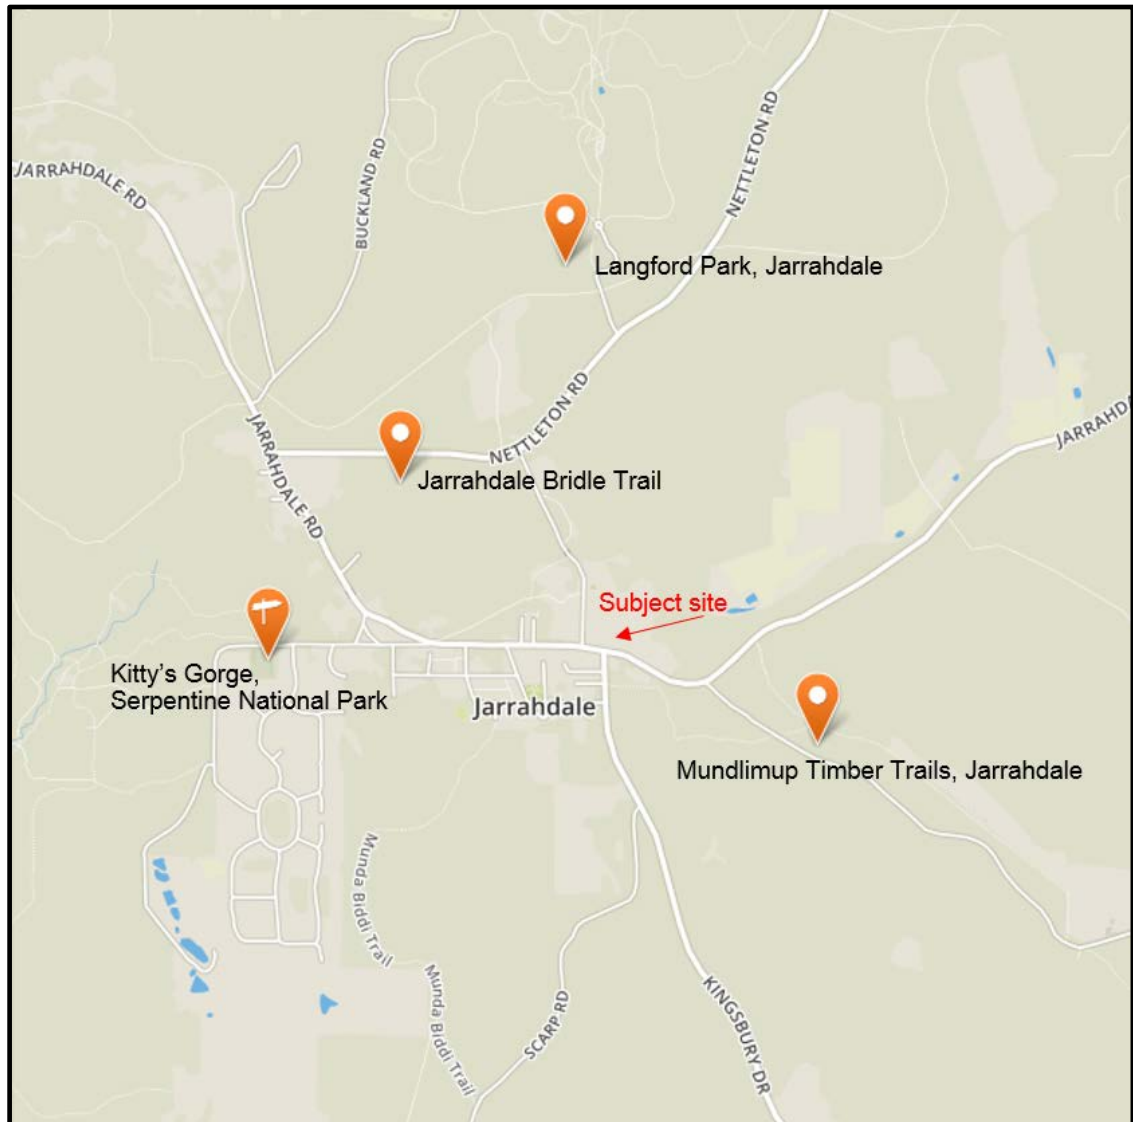 JARRAHDALE RD
BUCKLAND RD
NETTLETON RD
Langford Park, Jarrahdale
JARRAHDALE RD
NETTLETON RD
JARRAHDA
Jarrahdale Bridle Trail
Subject site
Kitty's Gorge,
Serpentine National Park
Jarrahdale
Mundlimup Timber Trails, Jarrahdale
Munda Biddi Trail
Munda Biddi Trail
SCARP RD
KINGSBURY DR